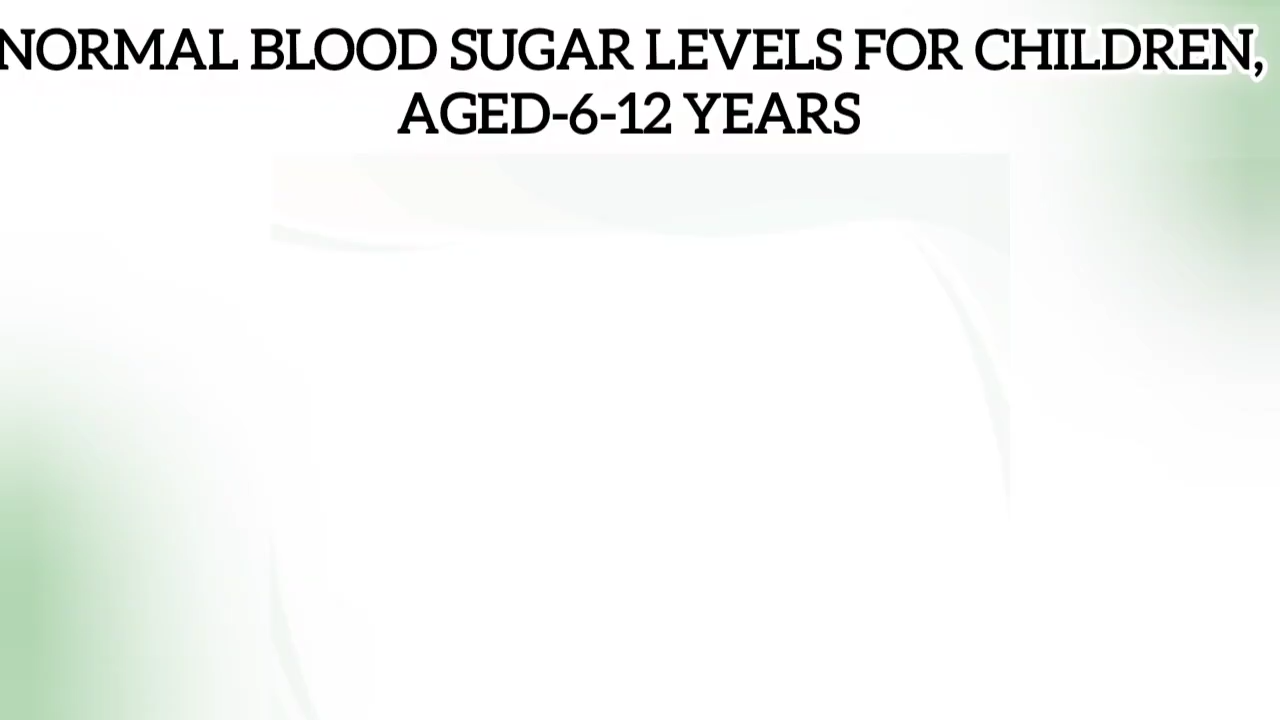 NORMAL BLOOD SUGAR LEVELS FOR CHILDREN,
AGED-6-12 YEARS